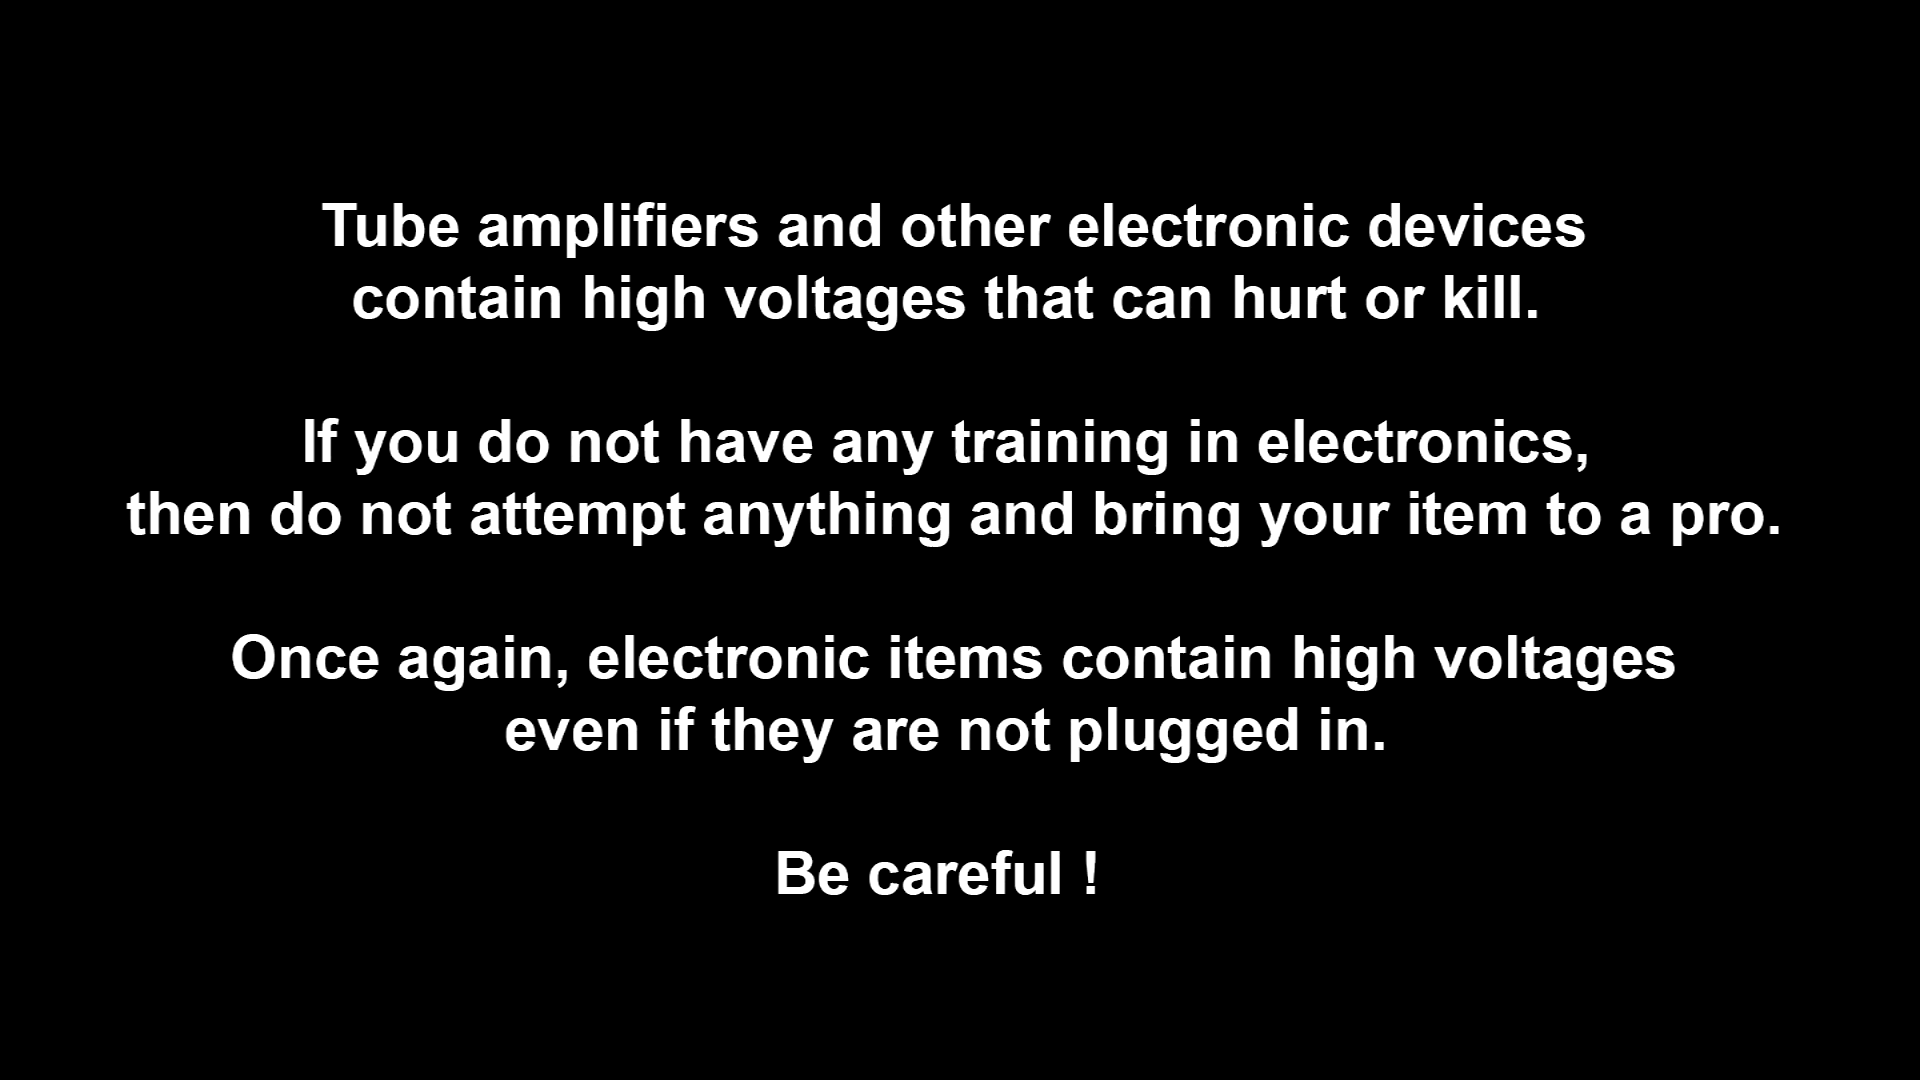 Tube amplifiers and other electronic devices
contain high voltages that can hurt or kill.
If you do not have any training in electronics,
then do not attempt anything and bring your item to a pro.
Once again, electronic items contain high voltages
even if they are not plugged in.
Be careful !